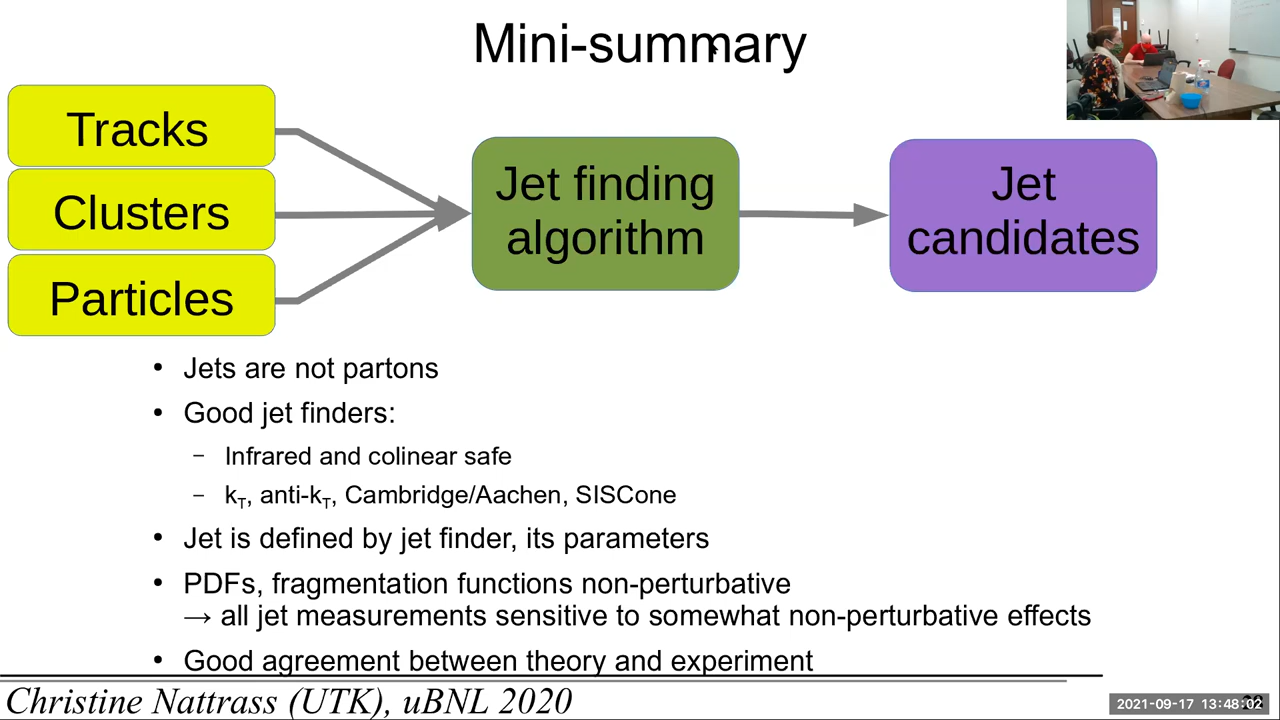 Mini-summary
Tracks
Clusters
Particles
Jet finding
algorithm
Jet
candidates
• Jets are not partons
• Good jet finders:
– Infrared and colinear safe
– kT, anti-kT, Cambridge/Aachen, SISCone
• Jet is defined by jet finder, its parameters
• PDFs, fragmentation functions non-perturbative
→ all jet measurements sensitive to somewhat non-perturbative effects
• Good agreement between theory and experiment
Christine Nattrass (UTK), uBNL 2020
2021-09-17 13:48:02